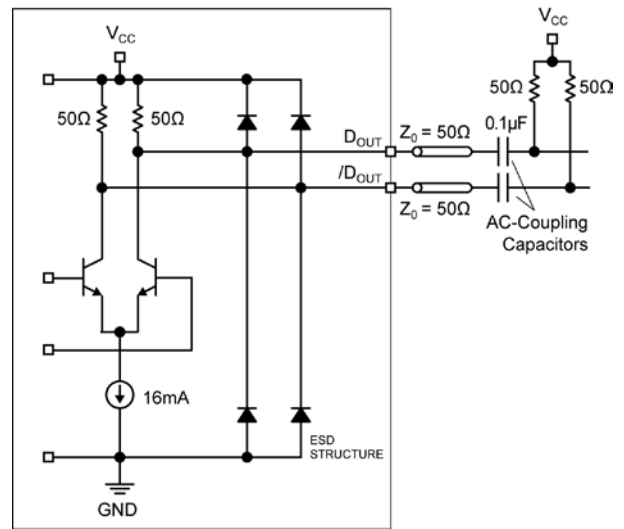 VCC
VCC
50Ω
50Ω
50Ω
50Ω
DOUT
Z0 = 50Ω
0.1µF
/DOUT
Z0 = 50Ω
AC-Coupling
Capacitors
16mA
ESD
STRUCTURE
GND